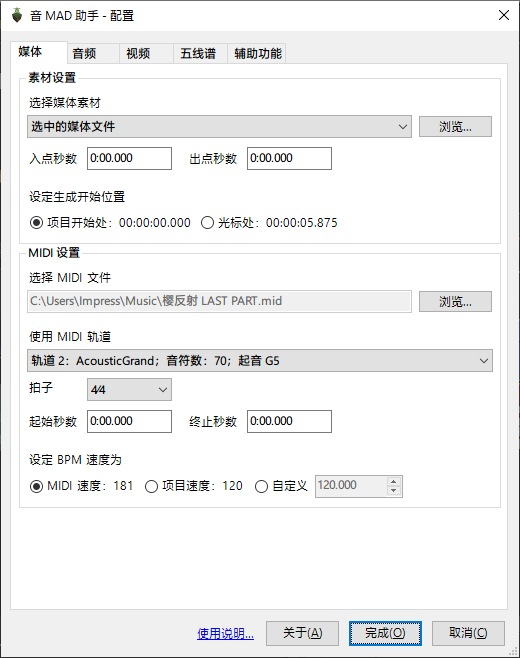 音 MAD 助手 - 配置
媒体 音频 视频 五线谱 辅助功能
素材设置
选择媒体素材
选中的媒体文件 浏览...
入点秒数 0:00.000 出点秒数 0:00.000
设定生成开始位置
项目开始处：00:00:00.000 光标处：00:00:05.875
MIDI 设置
选择 MIDI 文件
C:\Users\Impress\Music\樱反射 LAST PART.mid 浏览...
使用 MIDI 轨道
轨道 2：AcousticGrand；音符数：70；起音 G5
拍子 4⁄4
起始秒数 0:00.000 终止秒数 0:00.000
设定 BPM 速度为
MIDI 速度：181 项目速度：120 自定义 120.000
使用说明... 关于(A) 完成(O) 取消(C)